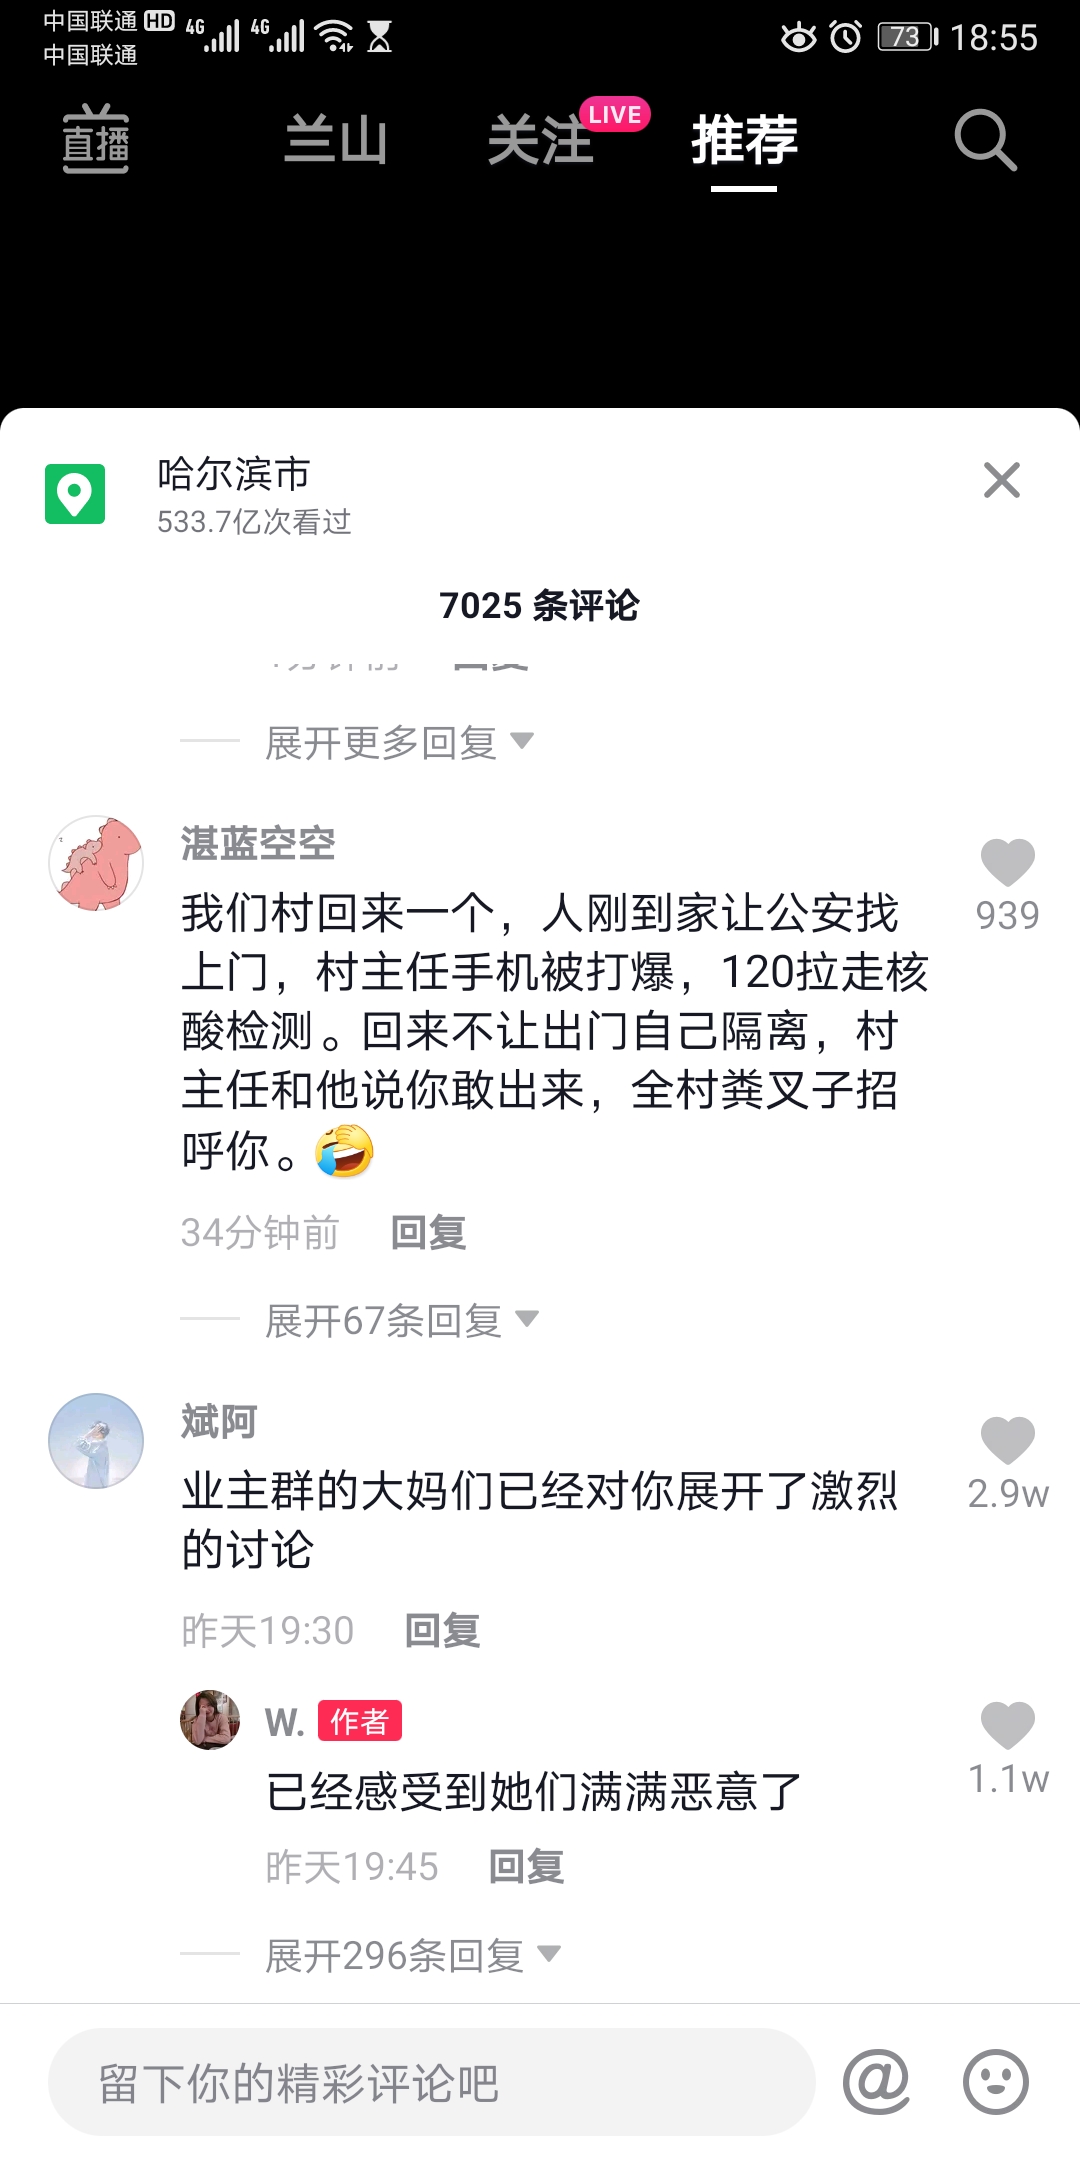 中国联通 HD 4G 4G 73 18:55
中国联通
直播 兰山 关注 LIVE 推荐
哈尔滨市
533.7亿次看过
7025 条评论
展开更多回复
湛蓝空空
我们村回来一个，人刚到家让公安找
939
上门，村主任手机被打爆，120拉走核
酸检测。回来不让出门自己隔离，村
主任和他说你敢出来，全村粪叉子招
呼你。
34分钟前 回复
展开67条回复
斌阿
业主群的大妈们已经对你展开了激烈
2.9w
的讨论
昨天19:30 回复
W. 作者
已经感受到她们满满恶意了
1.1w
昨天19:45 回复
展开296条回复
留下你的精彩评论吧 @